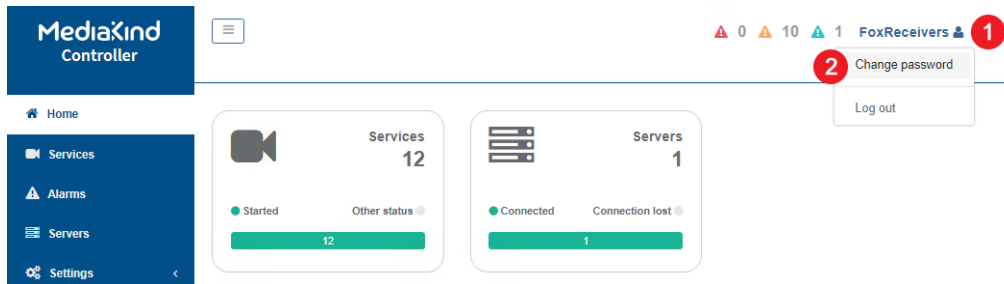 MediaKind
Controller
0 10 1 FoxReceivers 1
2 Change password
Log out
Home
Services
Alarms
Servers
Settings
Services
12
Started Other status
12
Servers
1
Connected Connection lost
1